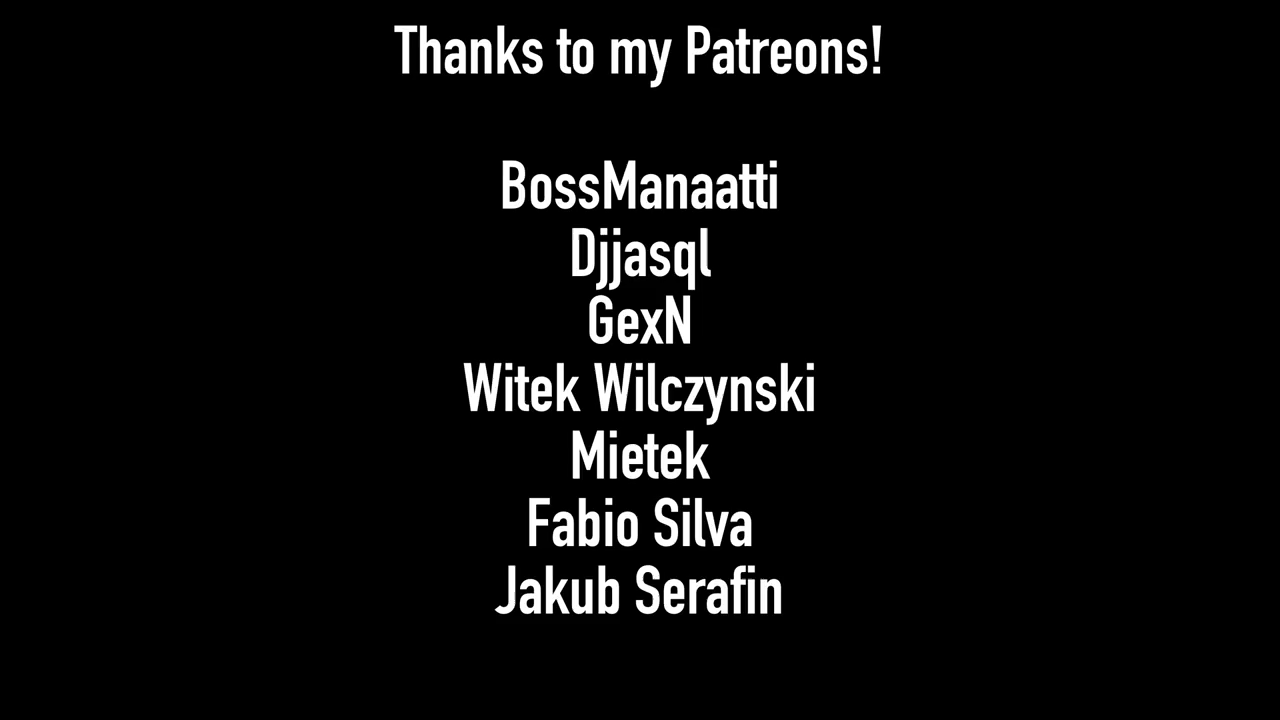 Thanks to my Patreons!
BossManaatti
Djjasql
GexN
Witek Wilczynski
Mietek
Fabio Silva
Jakub Serafin